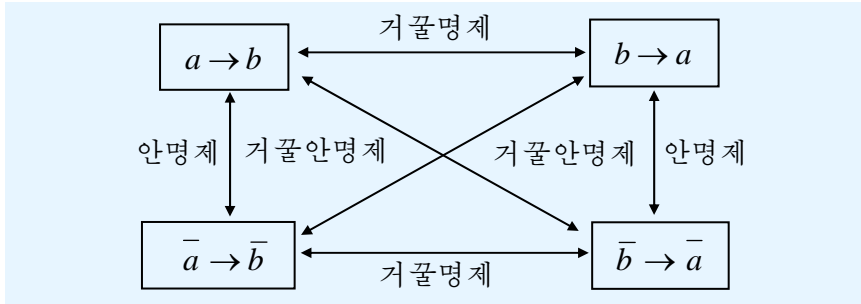 거꿀명제
a → b
b → a
안명제
거꿀안명제
거꿀안명제
안명제
a̅ → b̅
b̅ → a̅
거꿀명제